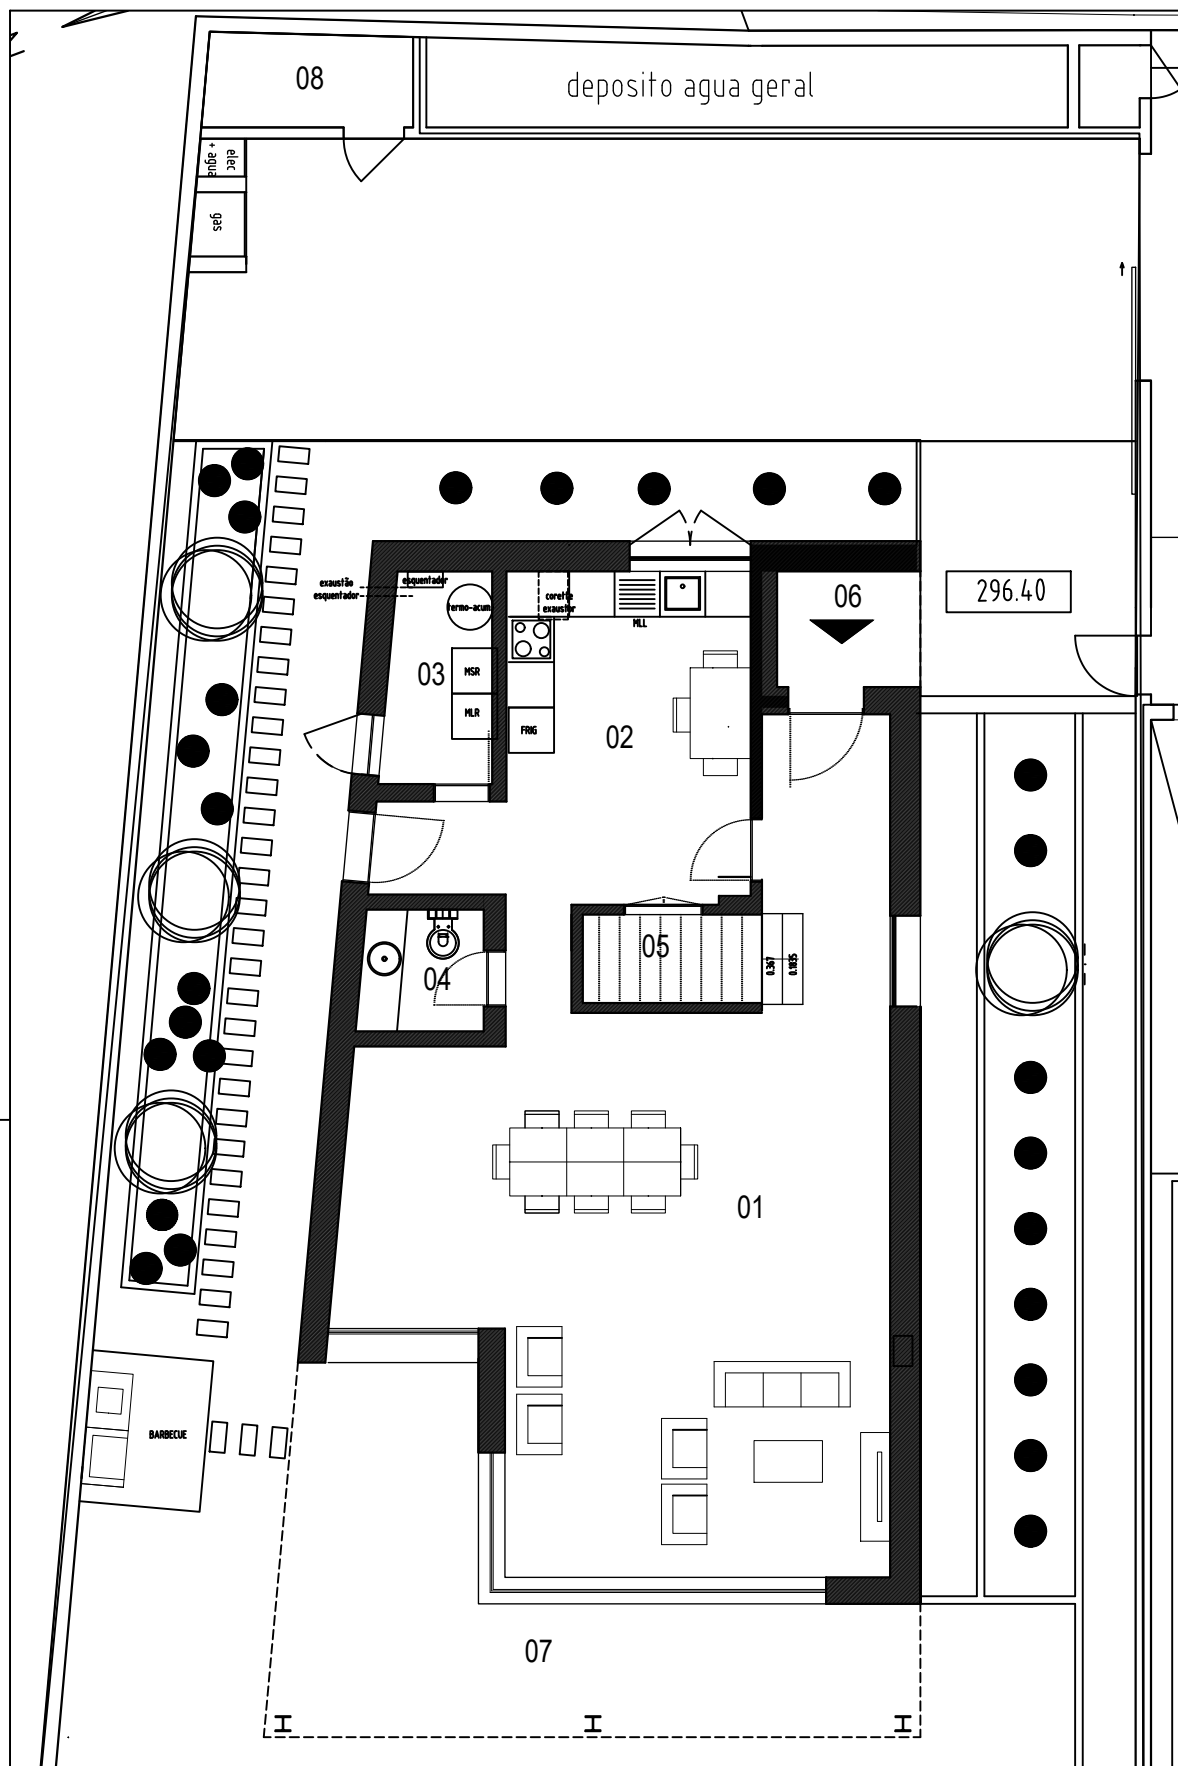 08
deposito agua geral
elec
+ agua
gas
exaustão
esquentador
esquentador
termo-acum
corette
exaustor
MLL
06
296.40
03
MSR
MLR
FRIG
02
05
0.367
0.1835
04
01
BARBECUE
07